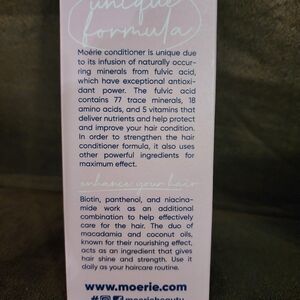 unique
formula
Moérie conditioner is unique due
to its infusion of naturally occur-
ring minerals from fulvic acid,
which have exceptional antioxi-
dant power. The fulvic acid
contains 77 trace minerals, 18
amino acids, and 5 vitamins that
deliver nutrients and help protect
and improve your hair condition.
In order to strengthen the hair
conditioner formula, it also uses
other powerful ingredients for
maximum effect.
enhance your hair
Biotin, panthenol, and niacina-
mide work as an additional
combination to help effectively
care for the hair. The duo of
macadamia and coconut oils,
known for their nourishing effect,
acts as an ingredient that gives
hair shine and strength. Use it
daily as your haircare routine.
www.moerie.com
moeriebeauty